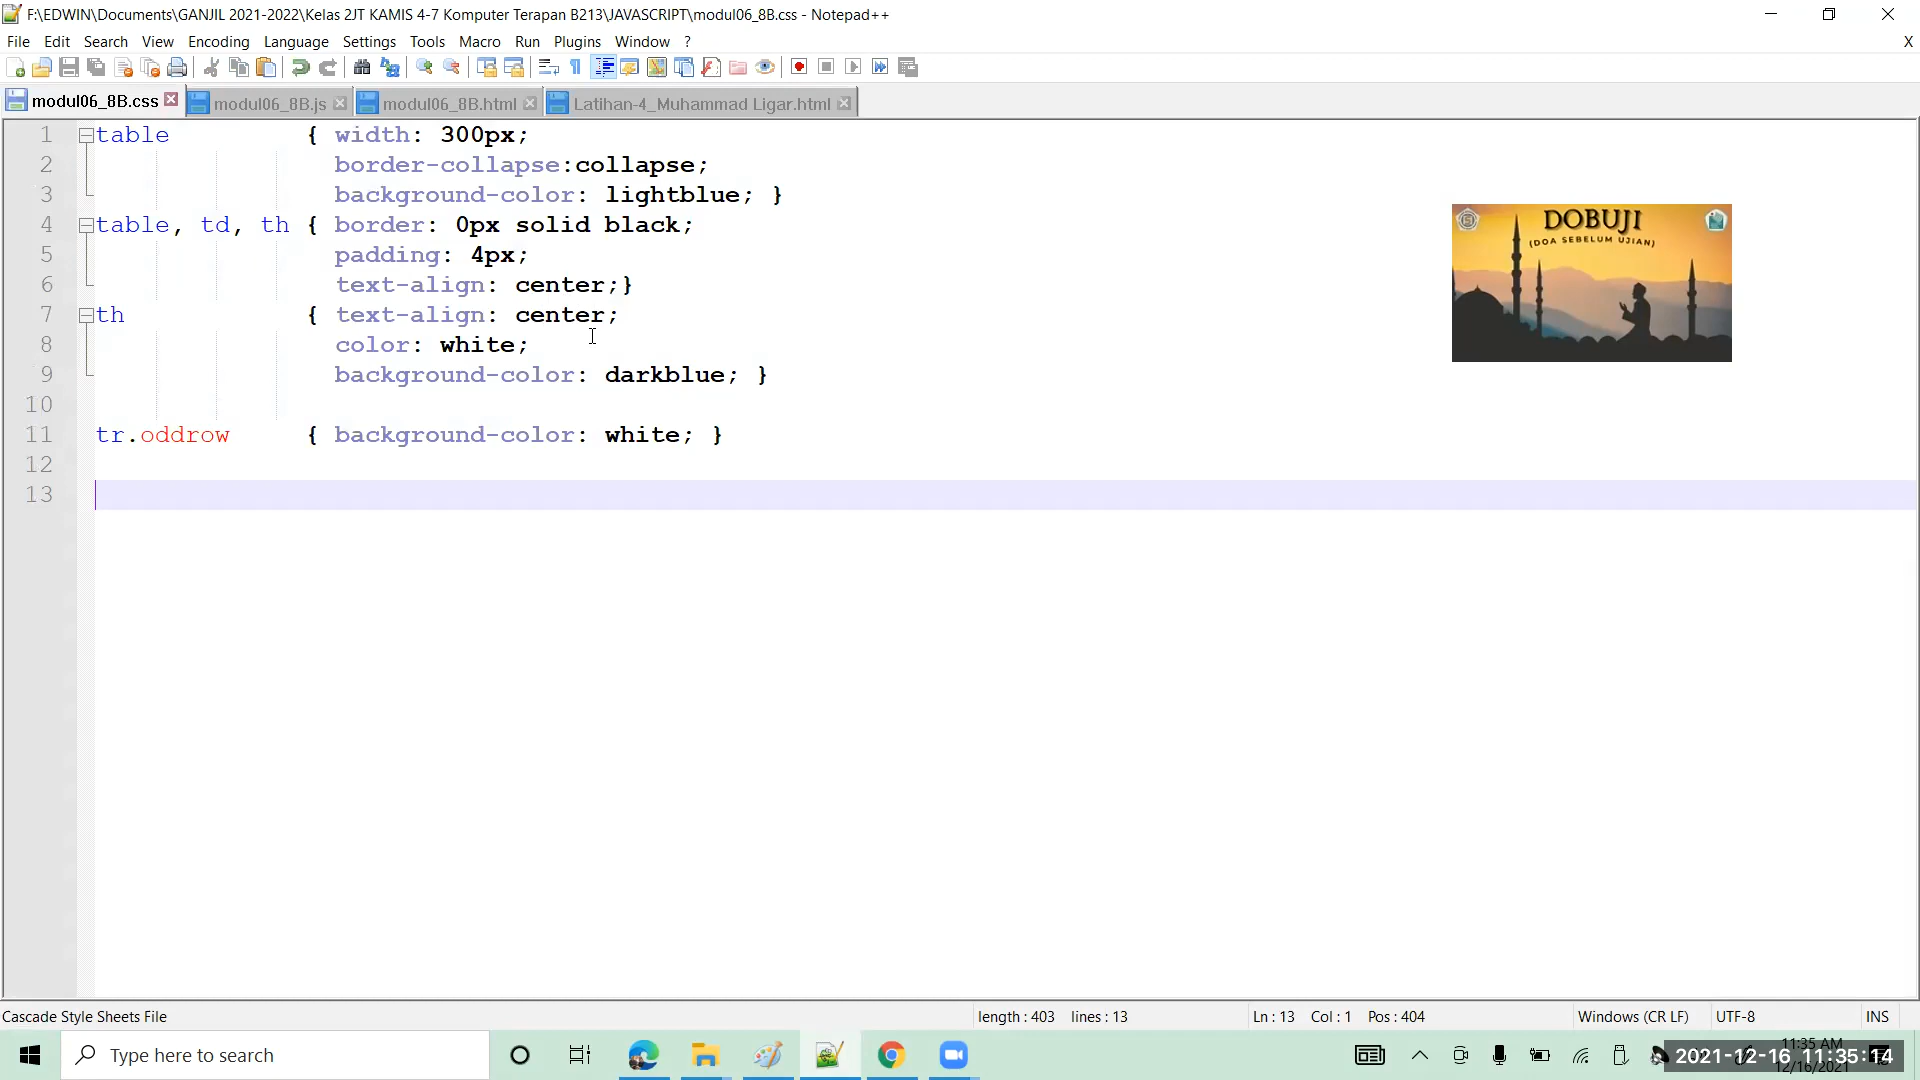 F:\EDWIN\Documents\GANJIL 2021-2022\Kelas 2JT KAMIS 4-7 Komputer Terapan B213\JAVASCRIPT\modul06_8B.css - Notepad++
File Edit Search View Encoding Language Settings Tools Macro Run Plugins Window ? X
modul06_8B.css modul06_8B.js modul06_8B.html Latihan-4_Muhammad Ligar.html
1 table { width: 300px;
2 border-collapse:collapse;
3 background-color: lightblue; }
4 table, td, th { border: 0px solid black;
5 padding: 4px;
6 text-align: center;}
7 th { text-align: center;
8 color: white;
9 background-color: darkblue; }
10
11 tr.oddrow { background-color: white; }
12
13
DOBUJI
(DOA SEBELUM UJIAN)
Cascade Style Sheets File length : 403 lines : 13 Ln : 13 Col : 1 Pos : 404 Windows (CR LF) UTF-8 INS
Type here to search
11:35 AM
2021-12-16 11:35:14
12/16/2021